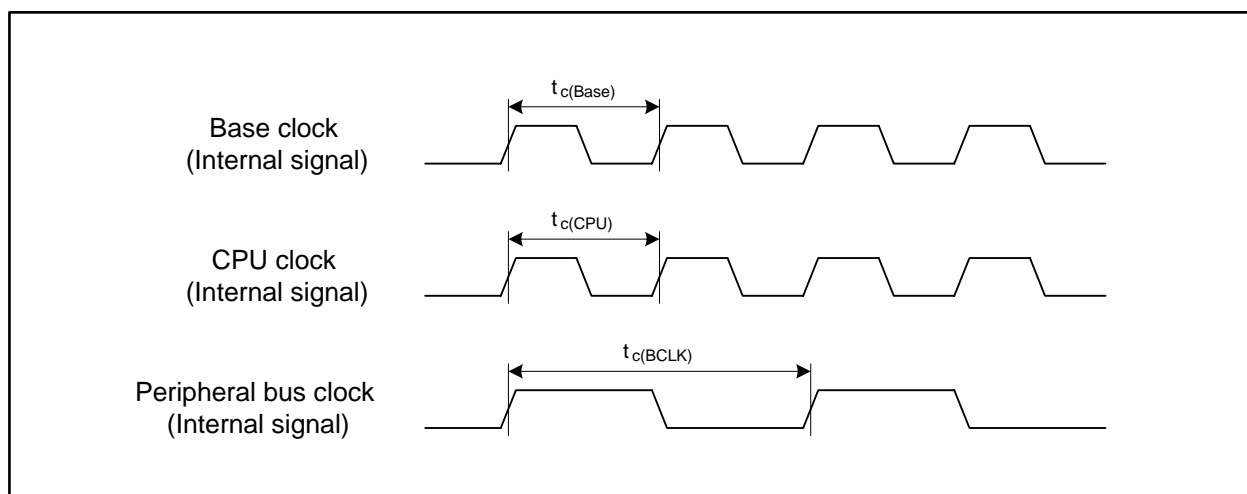 t c(Base)
Base clock
(Internal signal)
t c(CPU)
CPU clock
(Internal signal)
t c(BCLK)
Peripheral bus clock
(Internal signal)